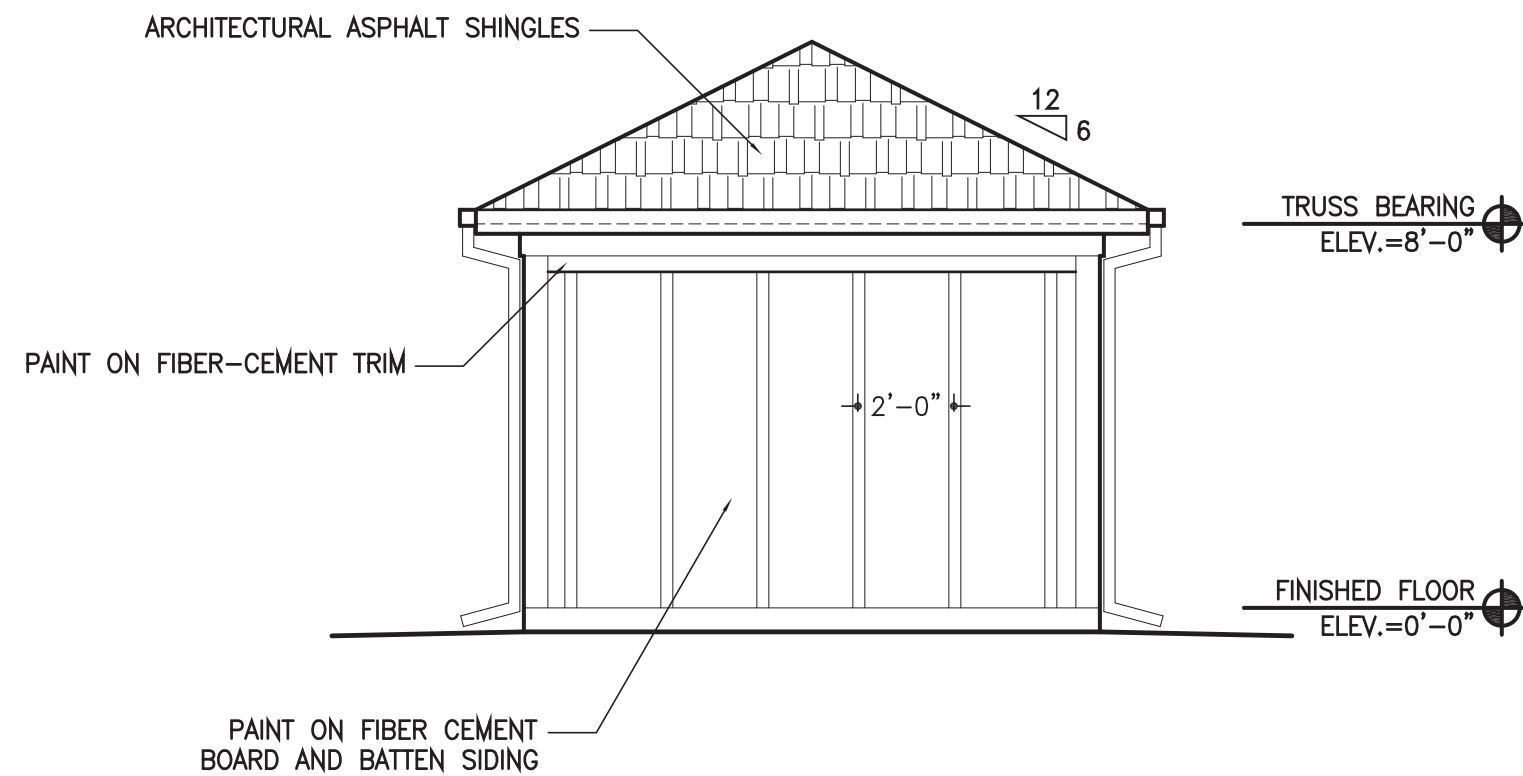 ARCHITECTURAL ASPHALT SHINGLES
12
6
TRUSS BEARING
ELEV.=8'-0"
PAINT ON FIBER-CEMENT TRIM
2'-0"
FINISHED FLOOR
ELEV.=0'-0"
PAINT ON FIBER CEMENT
BOARD AND BATTEN SIDING